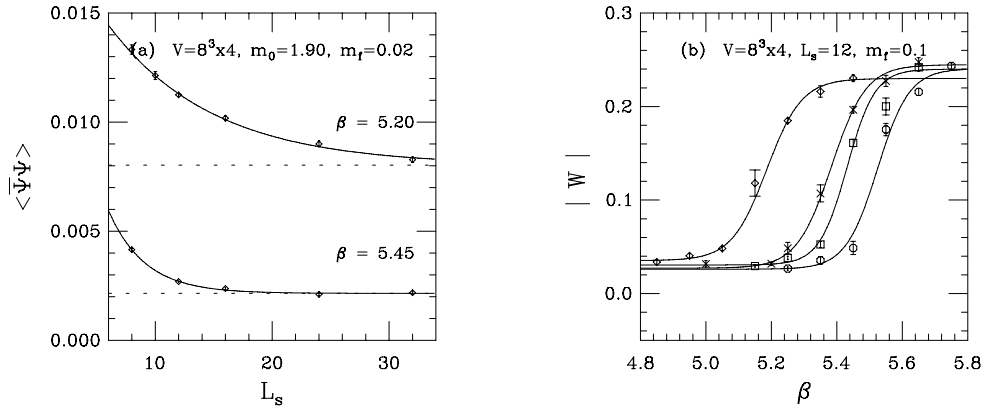 0.015
0.010
0.005
0.000
<Ψ̅Ψ>
(a) V=8³x4, m₀=1.90, m_f=0.02
β = 5.20
β = 5.45
10 20 30
L_s
0.3
0.2
0.1
0.0
| W |
(b) V=8³x4, L_s=12, m_f=0.1
4.8 5.0 5.2 5.4 5.6 5.8
β